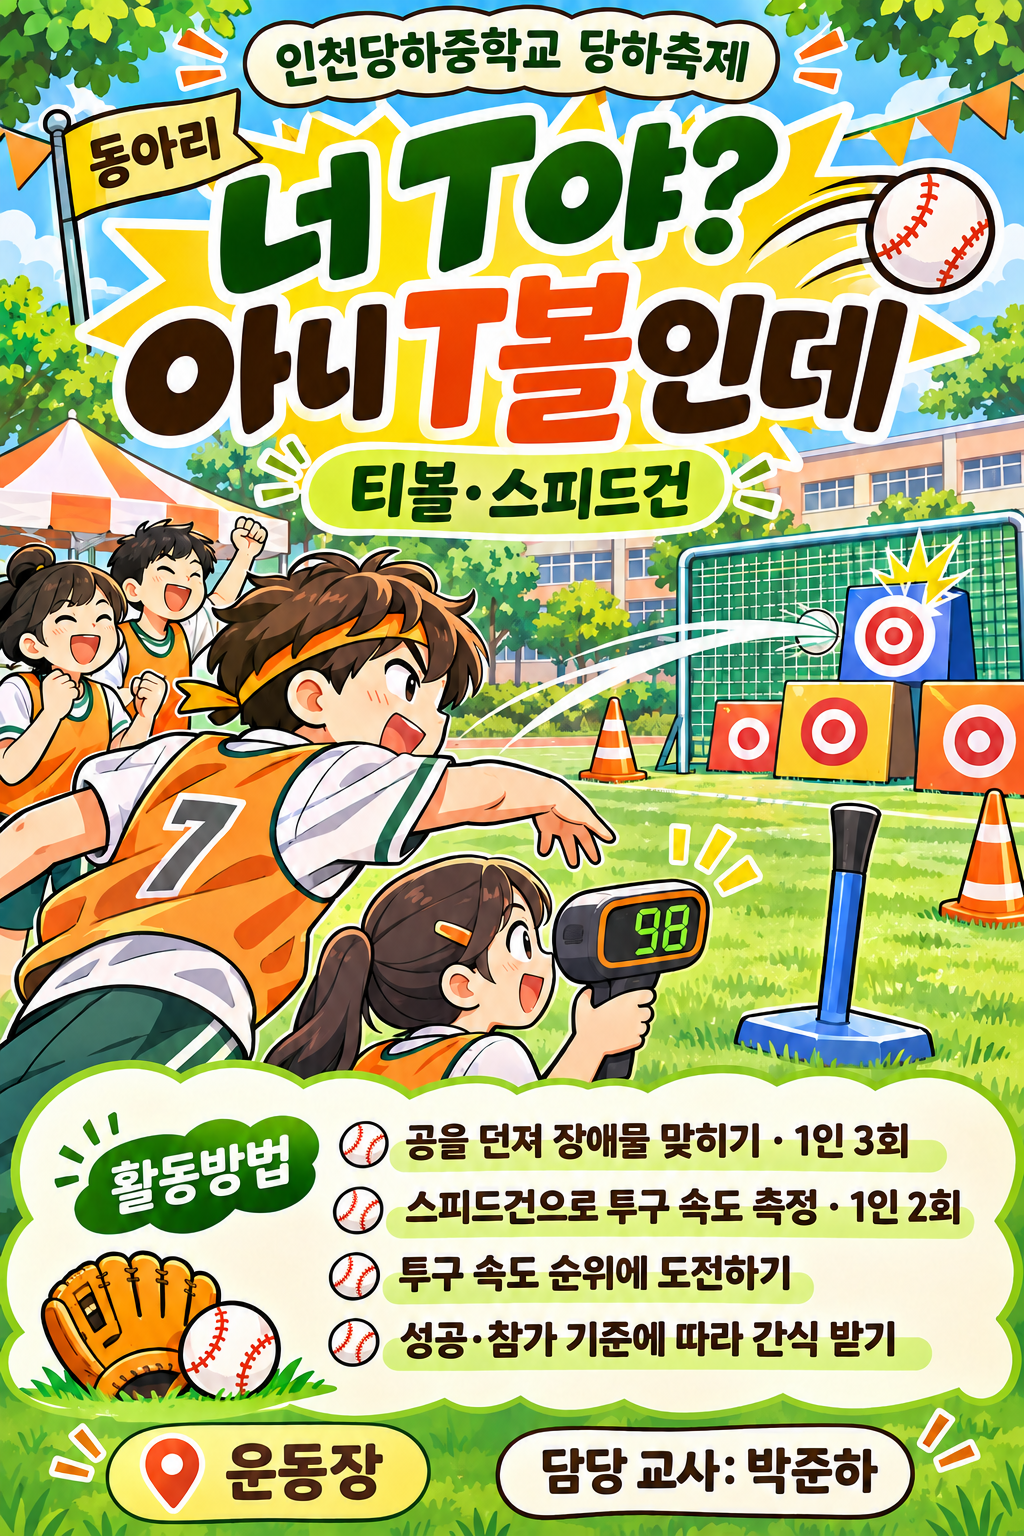 인천당하중학교 당하축제
동아리
너 T야?
아니 T볼인데
티볼·스피드건
7
98
활동방법
공을 던져 장애물 맞히기 · 1인 3회
스피드건으로 투구 속도 측정 · 1인 2회
투구 속도 순위에 도전하기
성공·참가 기준에 따라 간식 받기
운동장
담당 교사: 박준하